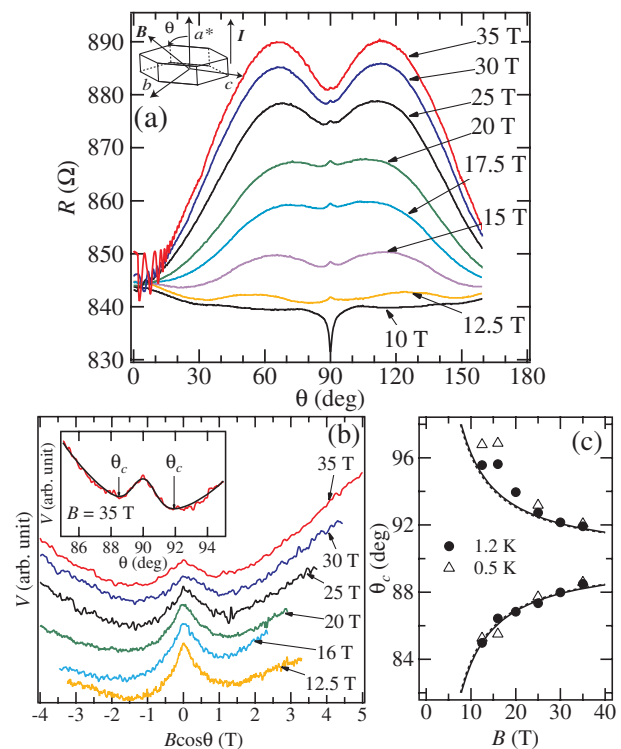 (a)
B
θ
a*
I
b
c
R (Ω)
890
880
870
860
850
840
830
35 T
30 T
25 T
20 T
17.5 T
15 T
12.5 T
10 T
0
30
60
90
120
150
180
θ (deg)
(b)
V (arb. unit)
V (arb. unit)
θc
θc
B = 35 T
86
88
90
92
94
θ (deg)
35 T
30 T
25 T
20 T
16 T
12.5 T
-4
-3
-2
-1
0
1
2
3
4
5
Bcosθ (T)
(c)
θc (deg)
96
92
88
84
1.2 K
0.5 K
0
10
20
30
40
B (T)